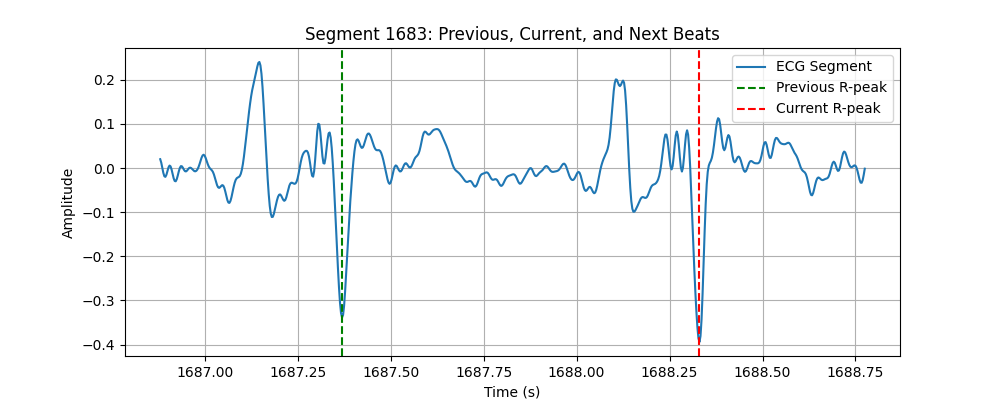 Segment 1683: Previous, Current, and Next Beats
ECG Segment
Previous R-peak
Current R-peak
Amplitude
0.2
0.1
0.0
−0.1
−0.2
−0.3
−0.4
1687.00 1687.25 1687.50 1687.75 1688.00 1688.25 1688.50 1688.75
Time (s)